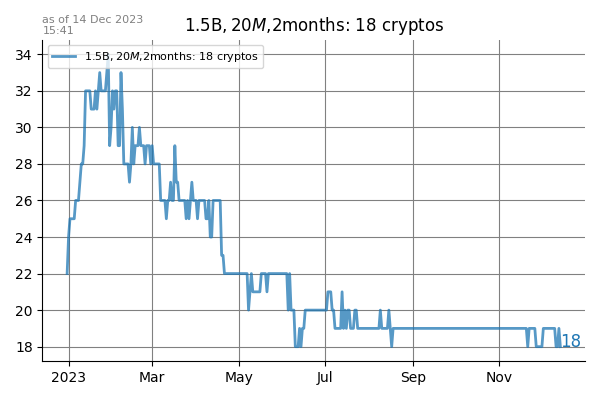 as of 14 Dec 2023
15:41
1.5B, 20M,2months: 18 cryptos
1.5B, 20M,2months: 18 cryptos
34
32
30
28
26
24
22
20
18
18
2023
Mar
May
Jul
Sep
Nov